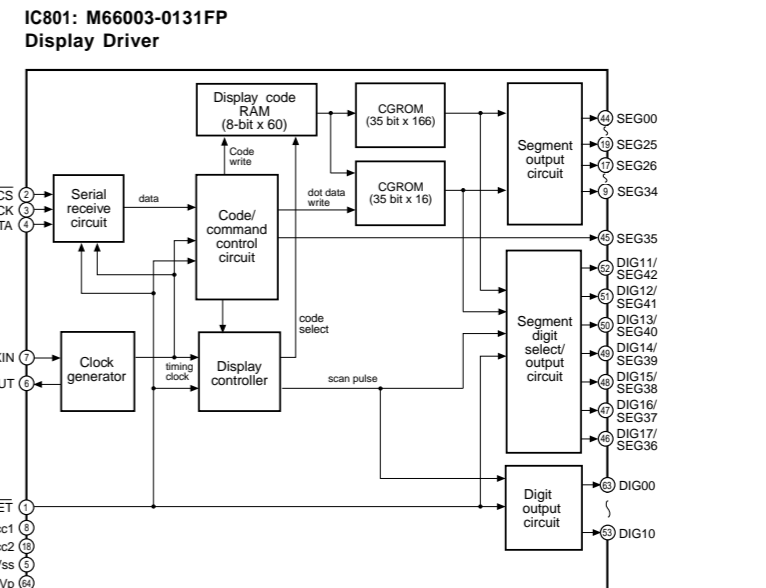 IC801: M66003-0131FP
Display Driver
Display code
RAM
(8-bit x 60)
CGROM
(35 bit x 166)
Segment
output
circuit
44 SEG00
19 SEG25
17 SEG26
9 SEG34
Code
write
CGROM
(35 bit x 16)
dot data
write
CS 2
CK 3
TA 4
Serial
receive
circuit
data
Code/
command
control
circuit
45 SEG35
52 DIG11/
SEG42
51 DIG12/
SEG41
50 DIG13/
SEG40
49 DIG14/
SEG39
48 DIG15/
SEG38
47 DIG16/
SEG37
46 DIG17/
SEG36
Segment
digit
select/
output
circuit
code
select
XIN 7
UT 6
Clock
generator
timing
clock
Display
controller
scan pulse
Digit
output
circuit
63 DIG00
53 DIG10
ET 1
cc1 8
cc2 18
Vss 5
Vp 64